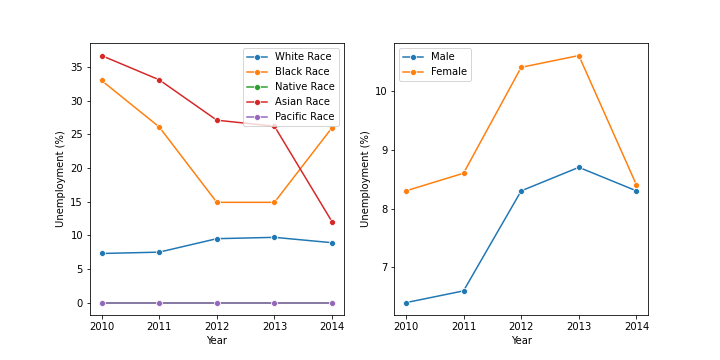 35
30
25
20
15
10
5
0
Unemployment (%)
2010 2011 2012 2013 2014
Year
White Race
Black Race
Native Race
Asian Race
Pacific Race
10
9
8
7
Unemployment (%)
2010 2011 2012 2013 2014
Year
Male
Female